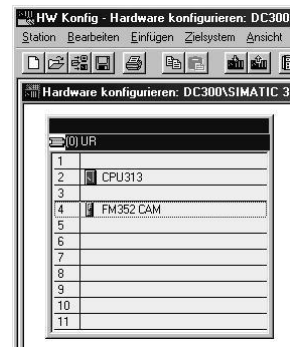 HW Konfig - Hardware konfigurieren: DC300
Station Bearbeiten Einfügen Zielsystem Ansicht
Hardware konfigurieren: DC300\SIMATIC 3
(0) UR
1
2 CPU313
3
4 FM352 CAM
5
6
7
8
9
10
11